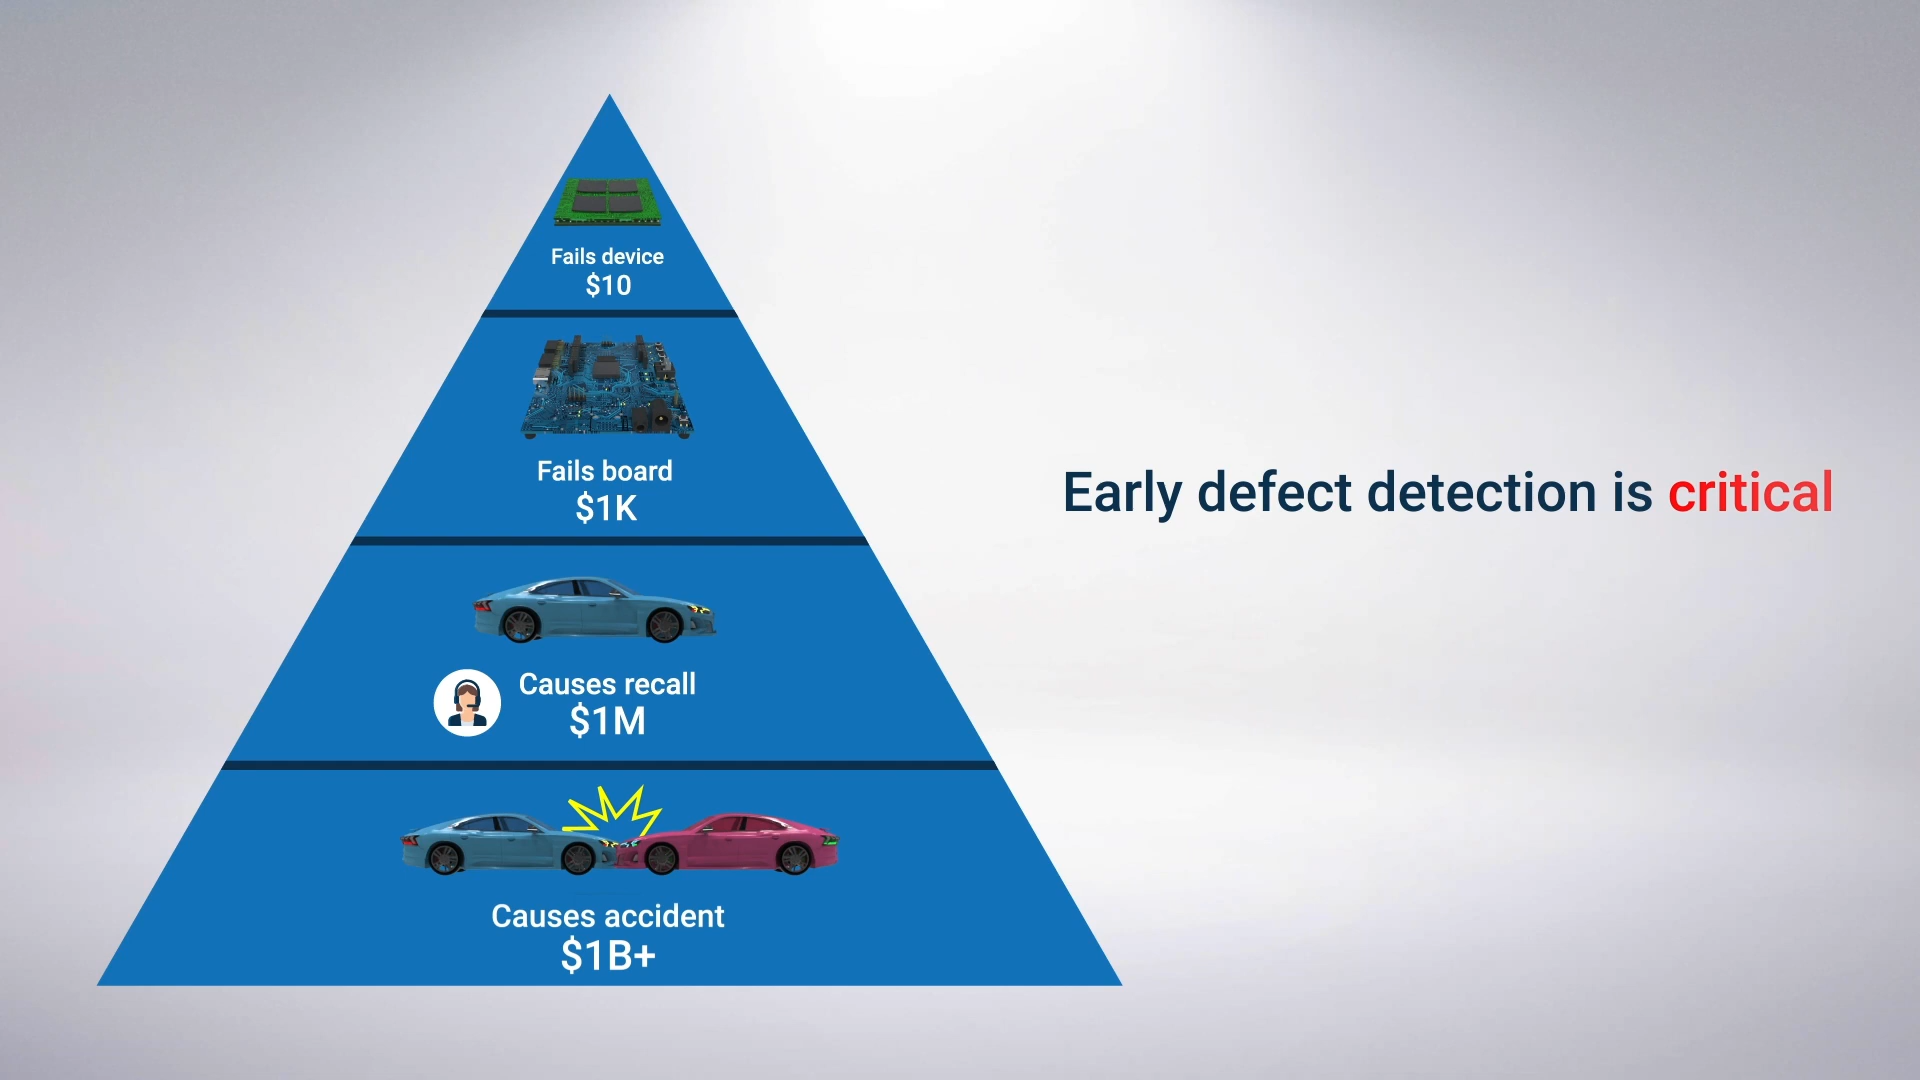 Fails device
$10
Fails board
$1K
Causes recall
$1M
Causes accident
$1B+
Early defect detection is critical